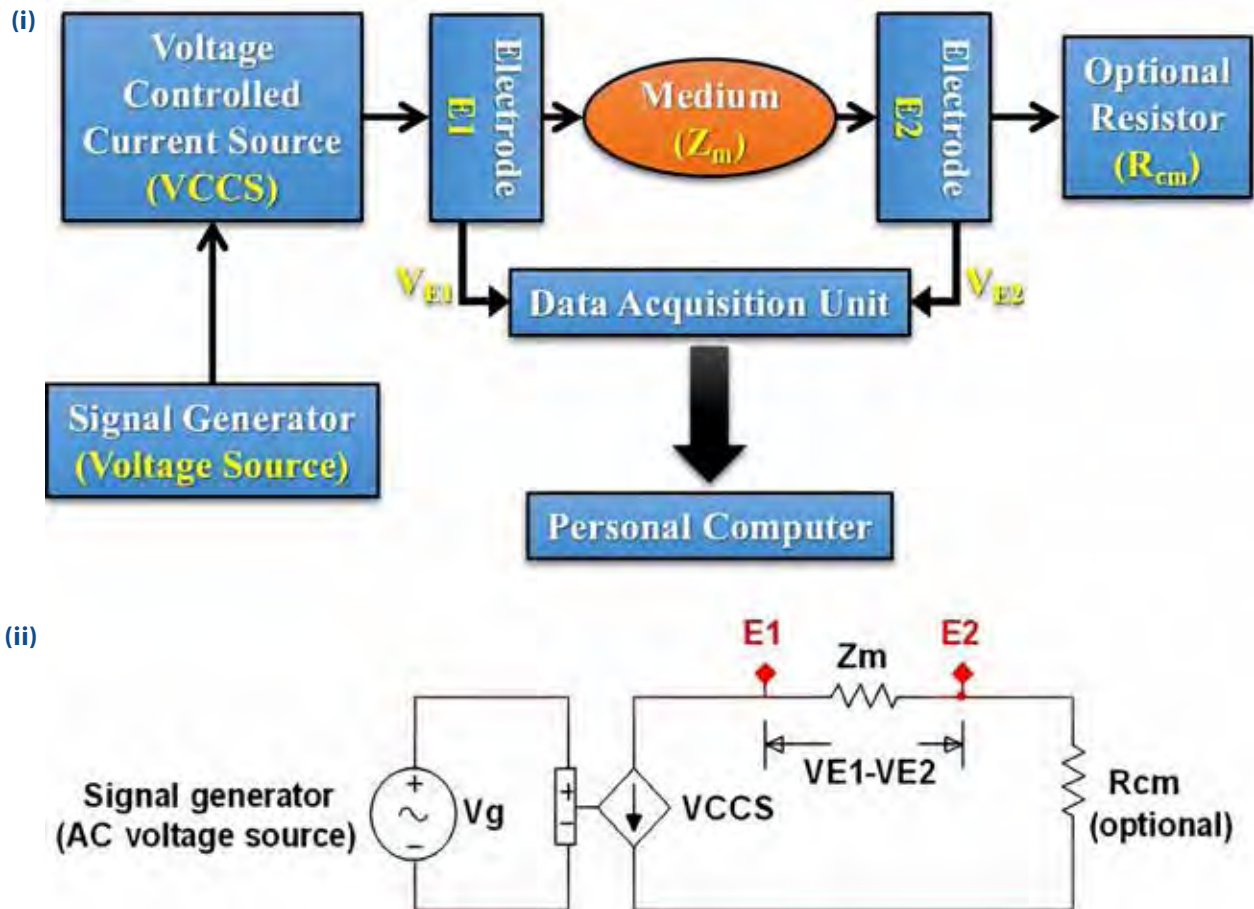 (i)
Voltage
Controlled
Current Source
(VCCS)
Electrode
E1
Medium
(Zm)
Electrode
E2
Optional
Resistor
(Rcm)
VE1
Data Acquisition Unit
VE2
Signal Generator
(Voltage Source)
Personal Computer
(ii)
E1
E2
Zm
VE1-VE2
Signal generator
(AC voltage source)
+
~
-
Vg
+
-
VCCS
Rcm
(optional)